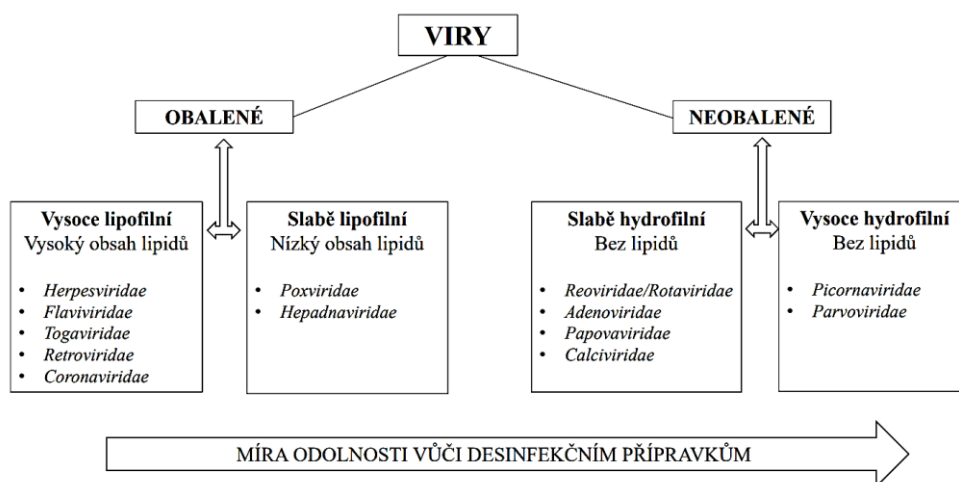 VIRY
OBALENÉ
NEOBALENÉ
Vysoce lipofilní
Vysoký obsah lipidů
• Herpesviridae
• Flaviviridae
• Togaviridae
• Retroviridae
• Coronaviridae
Slabě lipofilní
Nízký obsah lipidů
• Poxviridae
• Hepadnaviridae
Slabě hydrofilní
Bez lipidů
• Reoviridae/Rotaviridae
• Adenoviridae
• Papovaviridae
• Calciviridae
Vysoce hydrofilní
Bez lipidů
• Picornaviridae
• Parvoviridae
MÍRA ODOLNOSTI VŮČI DESINFEKČNÍM PŘÍPRAVKŮM